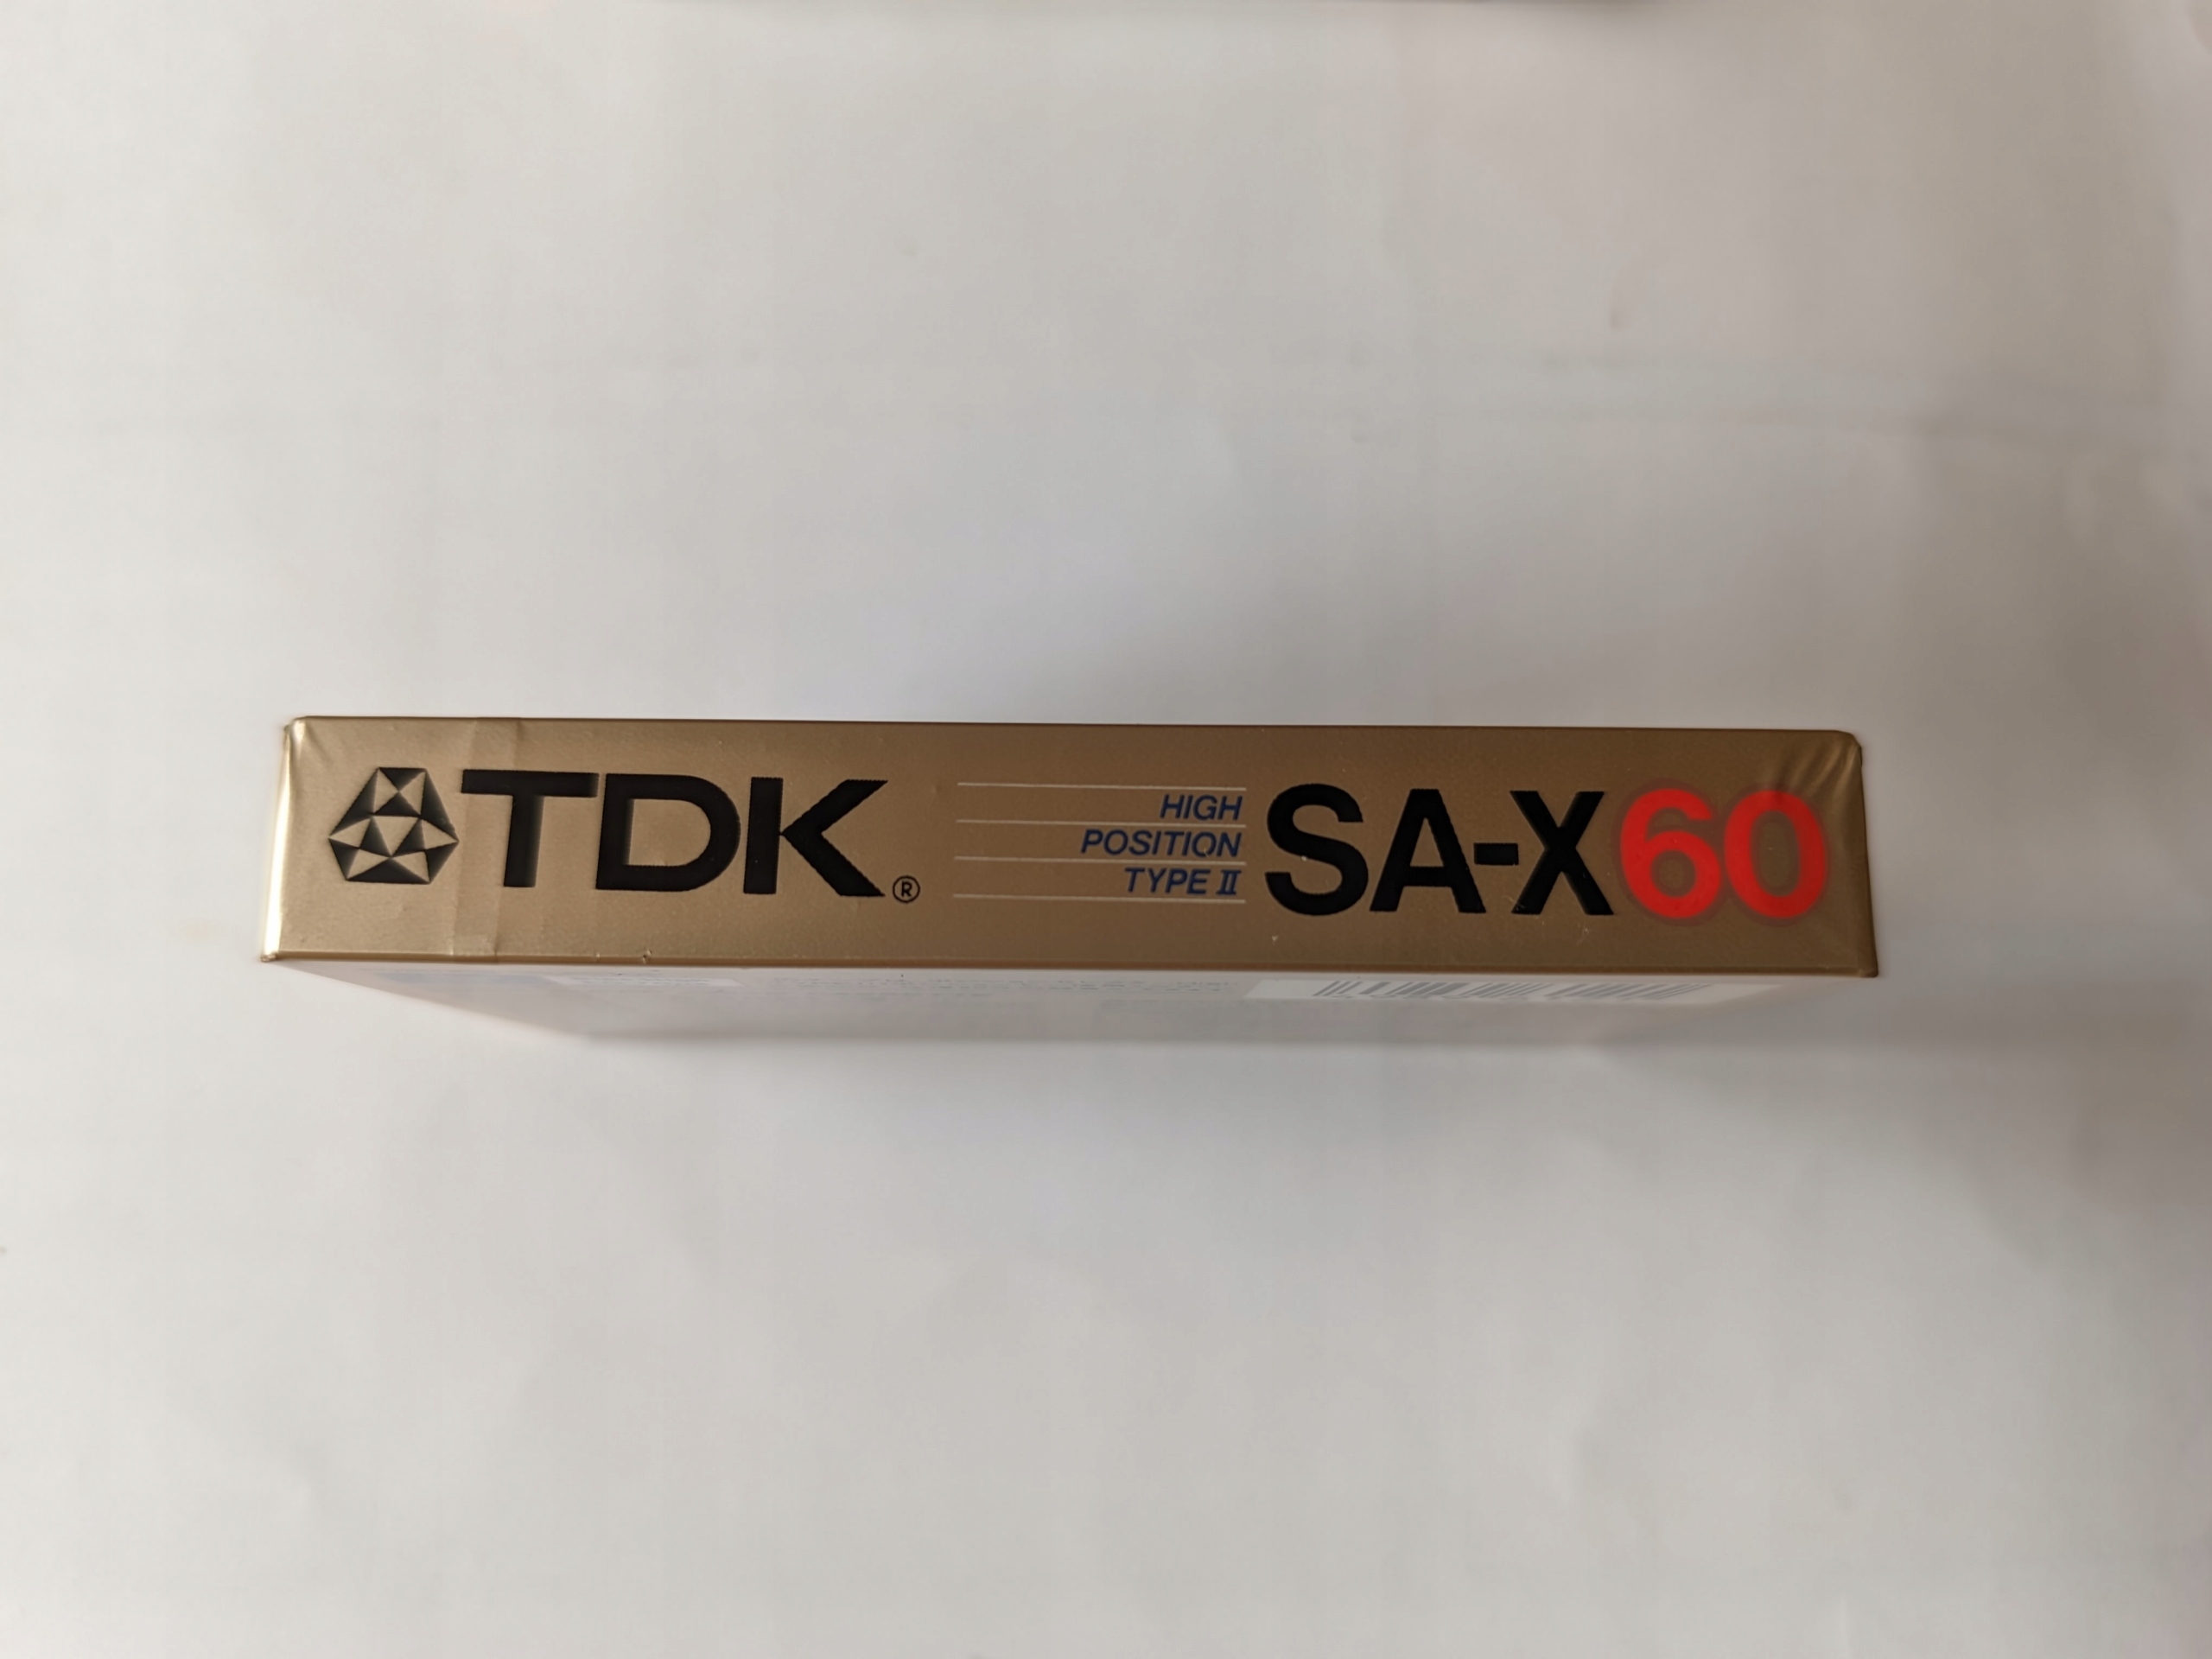 TDK®
HIGH
POSITION
TYPE II
SA-X60